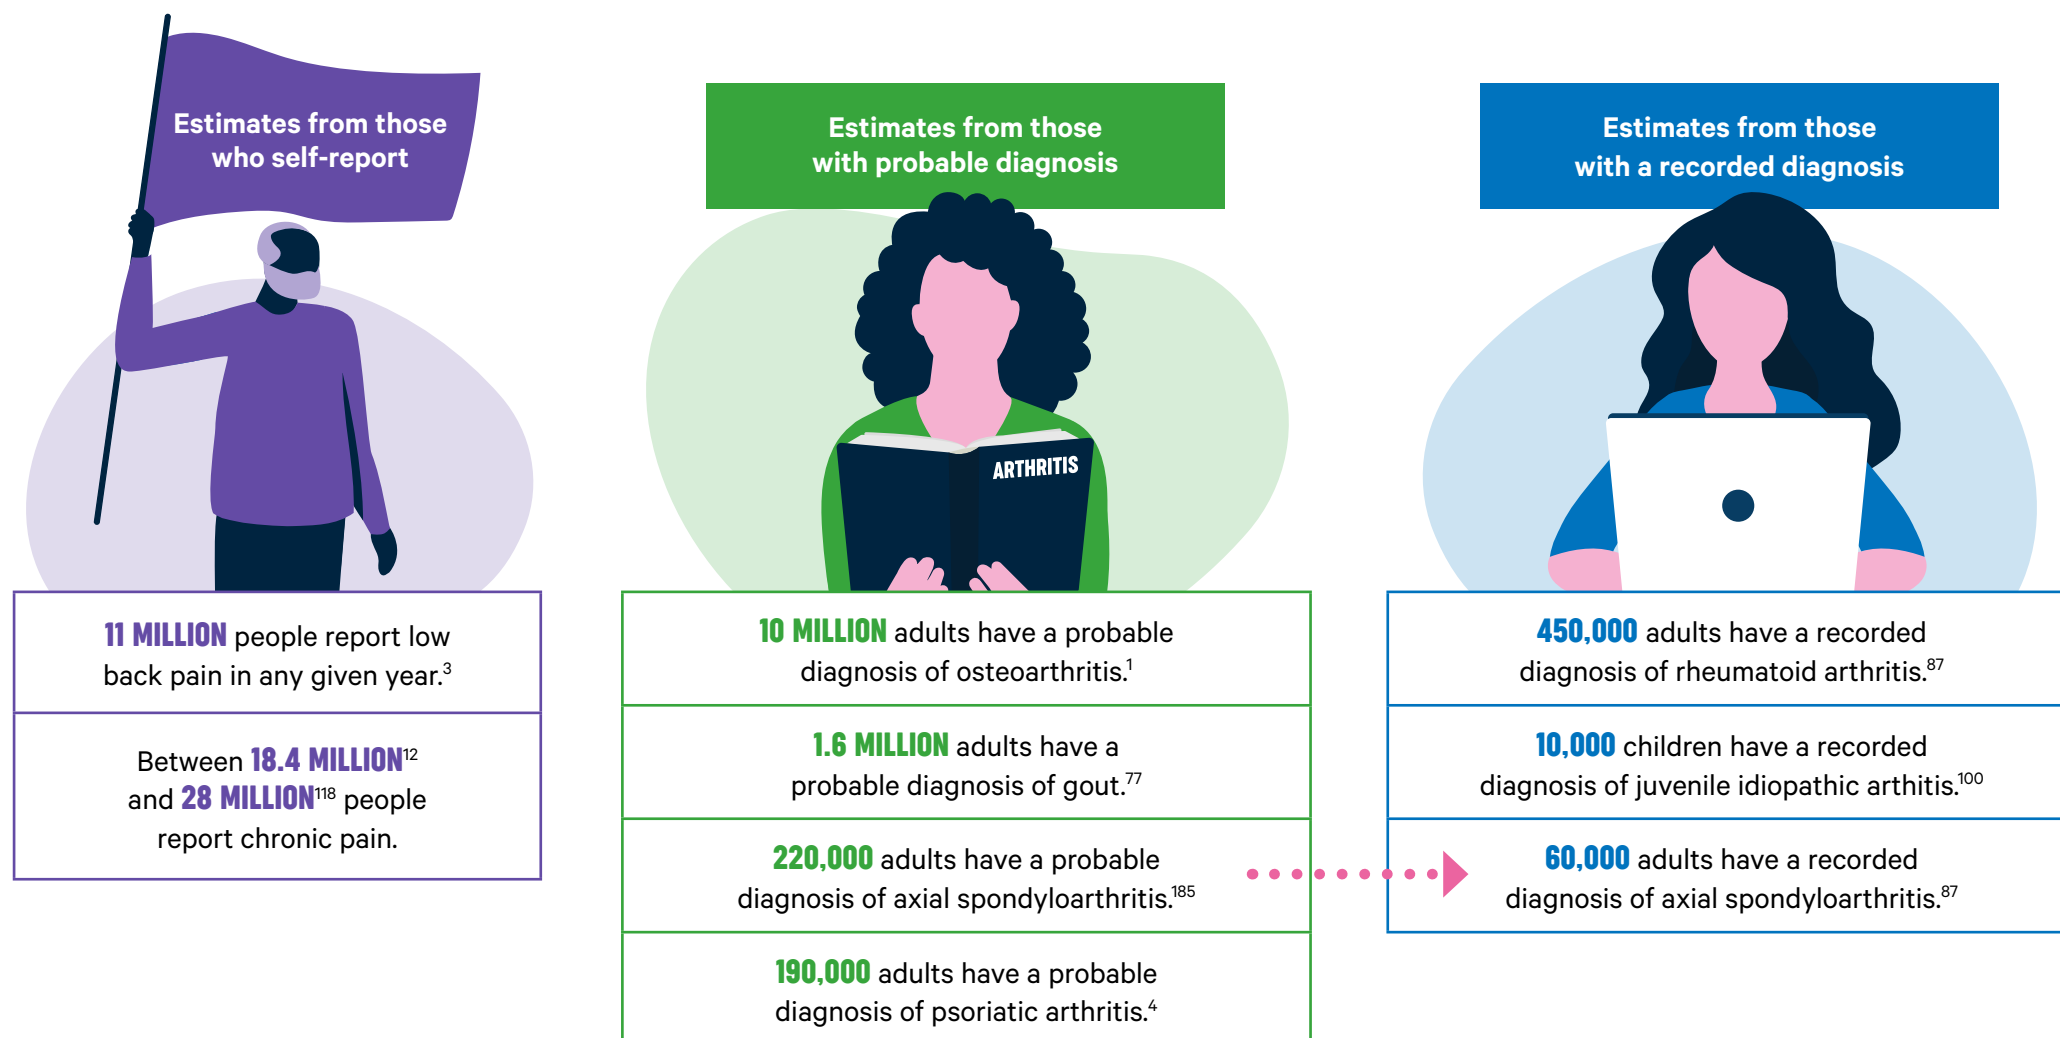 Estimates from those
who self-report
11 MILLION people report low
back pain in any given year.3
Between 18.4 MILLION12
and 28 MILLION118 people
report chronic pain.
Estimates from those
with probable diagnosis
ARTHRITIS
10 MILLION adults have a probable
diagnosis of osteoarthritis.1
1.6 MILLION adults have a
probable diagnosis of gout.77
220,000 adults have a probable
diagnosis of axial spondyloarthritis.185
190,000 adults have a probable
diagnosis of psoriatic arthritis.4
Estimates from those
with a recorded diagnosis
450,000 adults have a recorded
diagnosis of rheumatoid arthritis.87
10,000 children have a recorded
diagnosis of juvenile idiopathic arthitis.100
60,000 adults have a recorded
diagnosis of axial spondyloarthritis.87